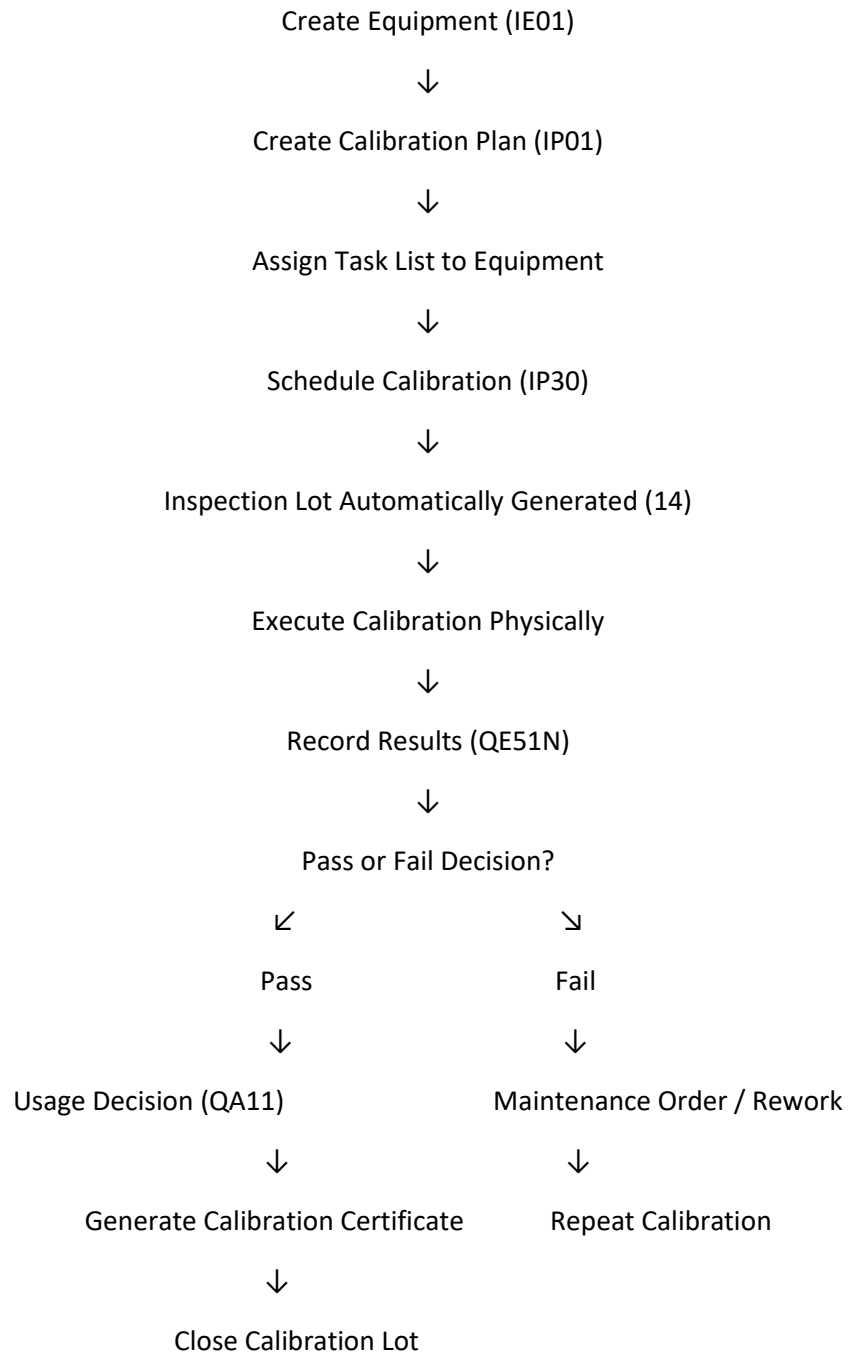 Create Equipment (IE01)
↓
Create Calibration Plan (IP01)
↓
Assign Task List to Equipment
↓
Schedule Calibration (IP30)
↓
Inspection Lot Automatically Generated (14)
↓
Execute Calibration Physically
↓
Record Results (QE51N)
↓
Pass or Fail Decision?
↙ ↘
Pass Fail
↓ ↓
Usage Decision (QA11) Maintenance Order / Rework
↓ ↓
Generate Calibration Certificate Repeat Calibration
↓
Close Calibration Lot